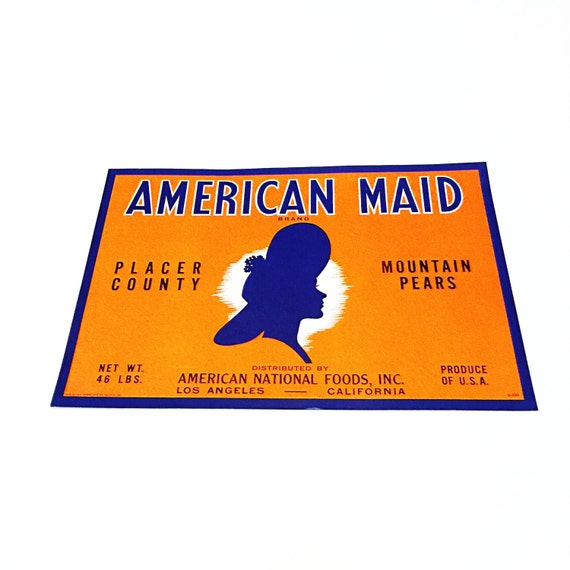 AMERICAN MAID
BRAND
PLACER COUNTY
MOUNTAIN PEARS
NET WT. 46 LBS.
DISTRIBUTED BY
AMERICAN NATIONAL FOODS, INC.
LOS ANGELES — CALIFORNIA
PRODUCE OF U.S.A.